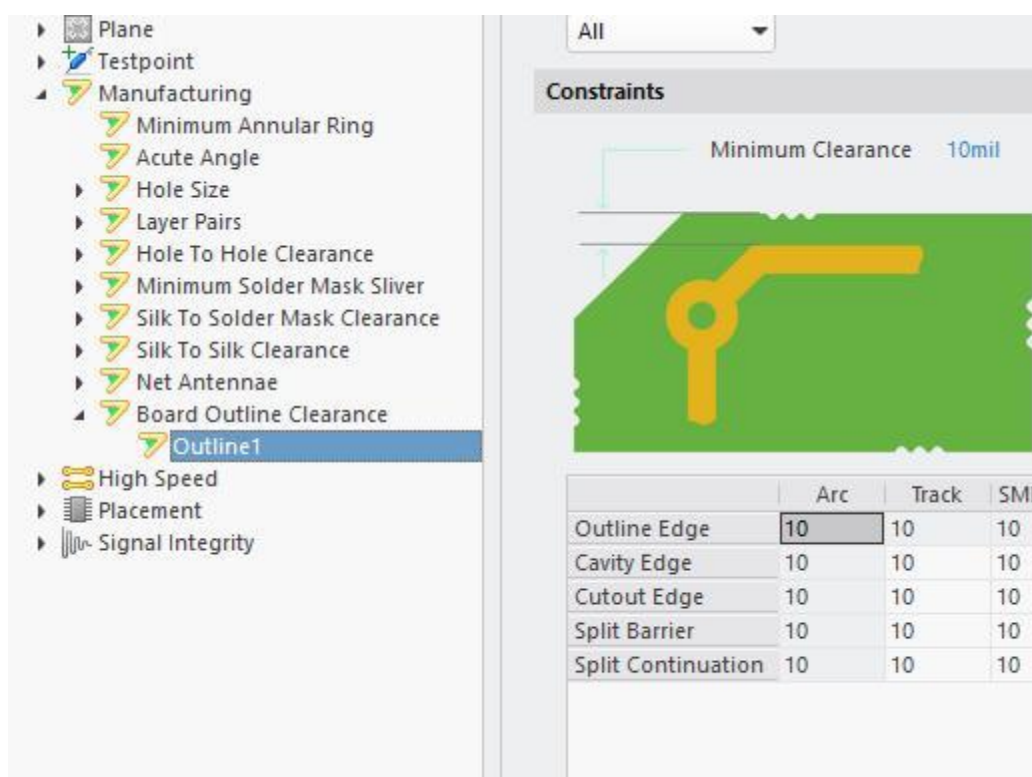 Plane
Testpoint
Manufacturing
Minimum Annular Ring
Acute Angle
Hole Size
Layer Pairs
Hole To Hole Clearance
Minimum Solder Mask Sliver
Silk To Solder Mask Clearance
Silk To Silk Clearance
Net Antennae
Board Outline Clearance
Outline1
High Speed
Placement
Signal Integrity
All
Constraints
Minimum Clearance 10mil
Arc Track
Outline Edge 10 10 10
Cavity Edge 10 10 10
Cutout Edge 10 10 10
Split Barrier 10 10 10
Split Continuation 10 10 10